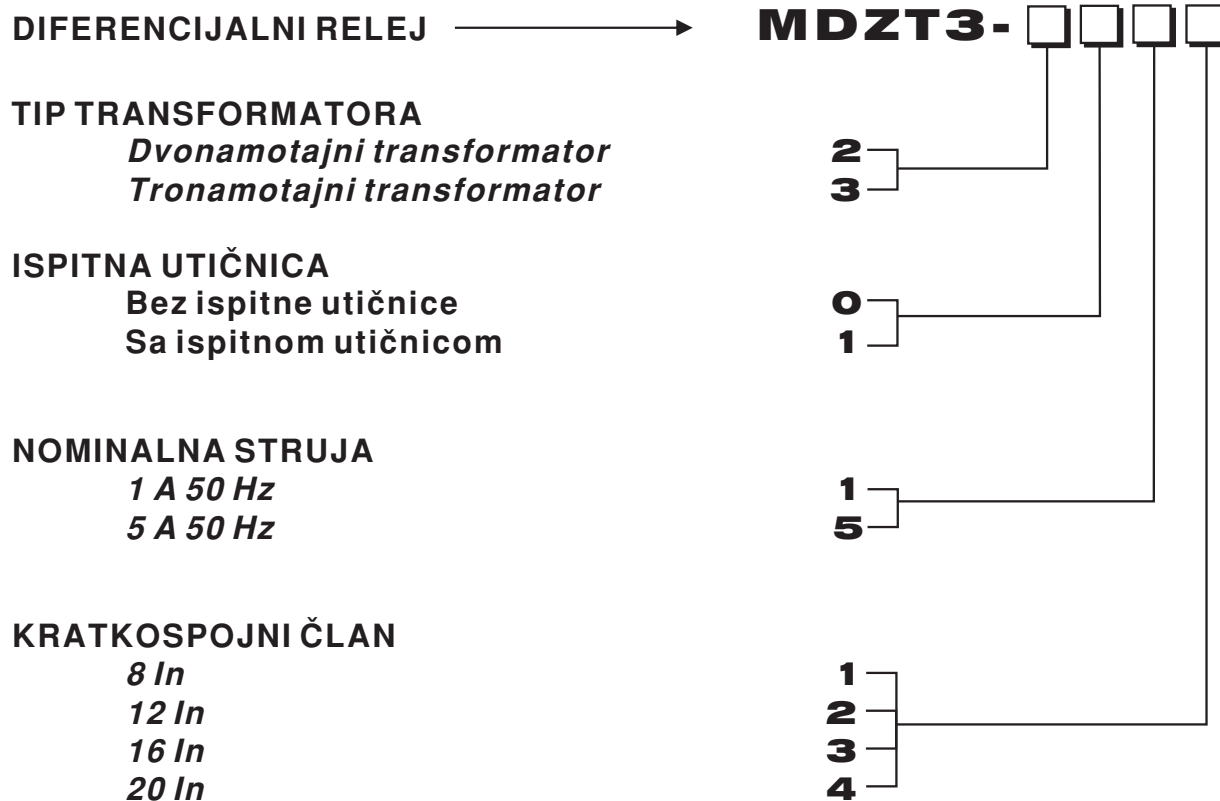 DIFERENCIJALNI RELEJ MDZT3-
TIP TRANSFORMATORA
Dvonamotajni transformator 2
Tronamotajni transformator 3
ISPITNA UTIČNICA
Bez ispitne utičnice 0
Sa ispitnom utičnicom 1
NOMINALNA STRUJA
1 A 50 Hz 1
5 A 50 Hz 5
KRATKOSPOJNI ČLAN
8 In 1
12 In 2
16 In 3
20 In 4